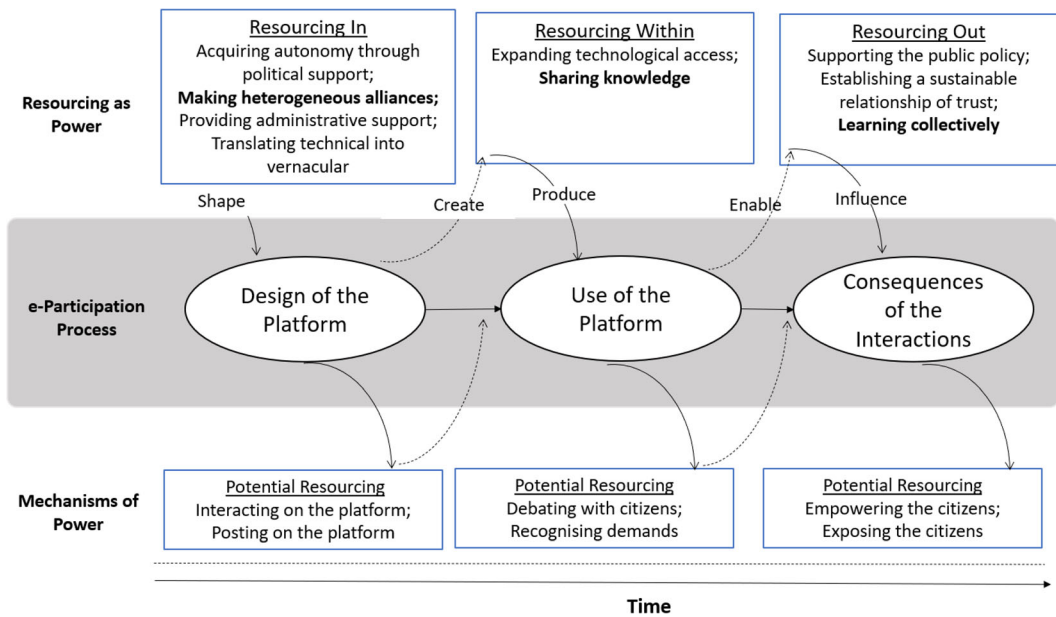 Resourcing as
Power
Resourcing In
Acquiring autonomy through
political support;
Making heterogeneous alliances;
Providing administrative support;
Translating technical into
vernacular
Resourcing Within
Expanding technological access;
Sharing knowledge
Resourcing Out
Supporting the public policy;
Establishing a sustainable
relationship of trust;
Learning collectively
Shape
Create
Produce
Enable
Influence
e-Participation
Process
Design of the
Platform
Use of the
Platform
Consequences
of the
Interactions
Mechanisms of
Power
Potential Resourcing
Interacting on the platform;
Posting on the platform
Potential Resourcing
Debating with citizens;
Recognising demands
Potential Resourcing
Empowering the citizens;
Exposing the citizens
Time